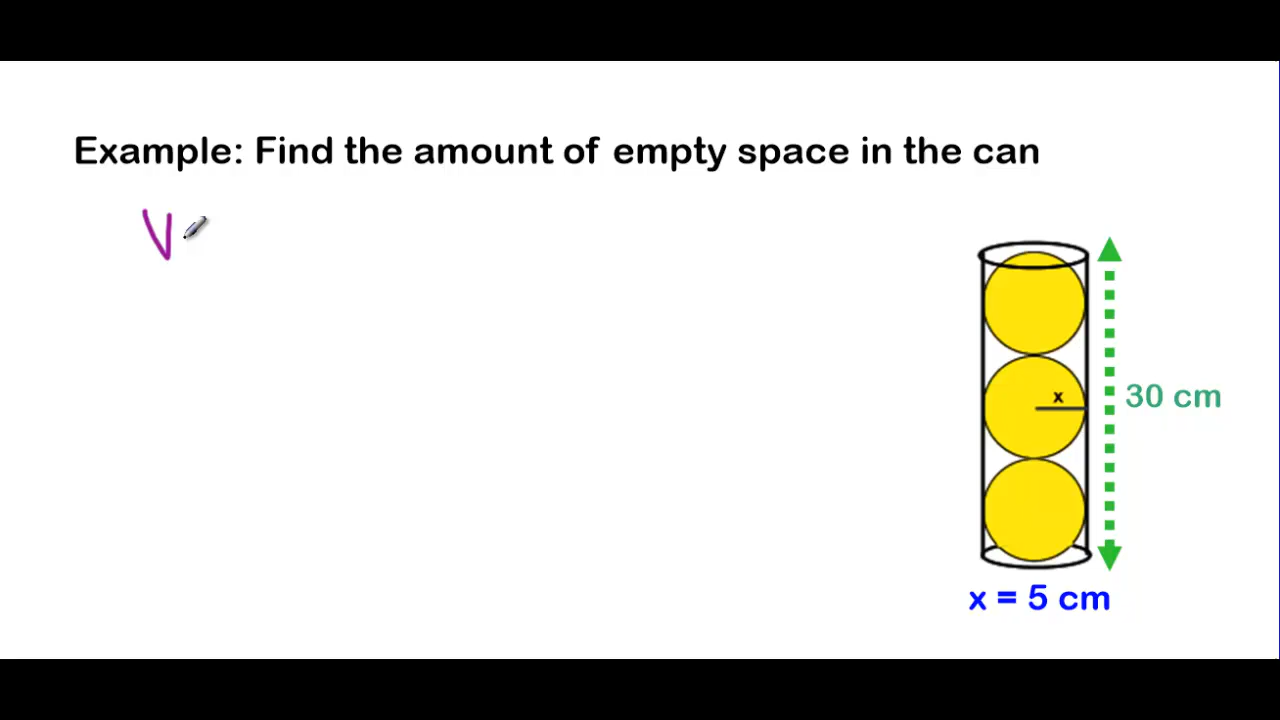 Example: Find the amount of empty space in the can
V
x
30 cm
x = 5 cm